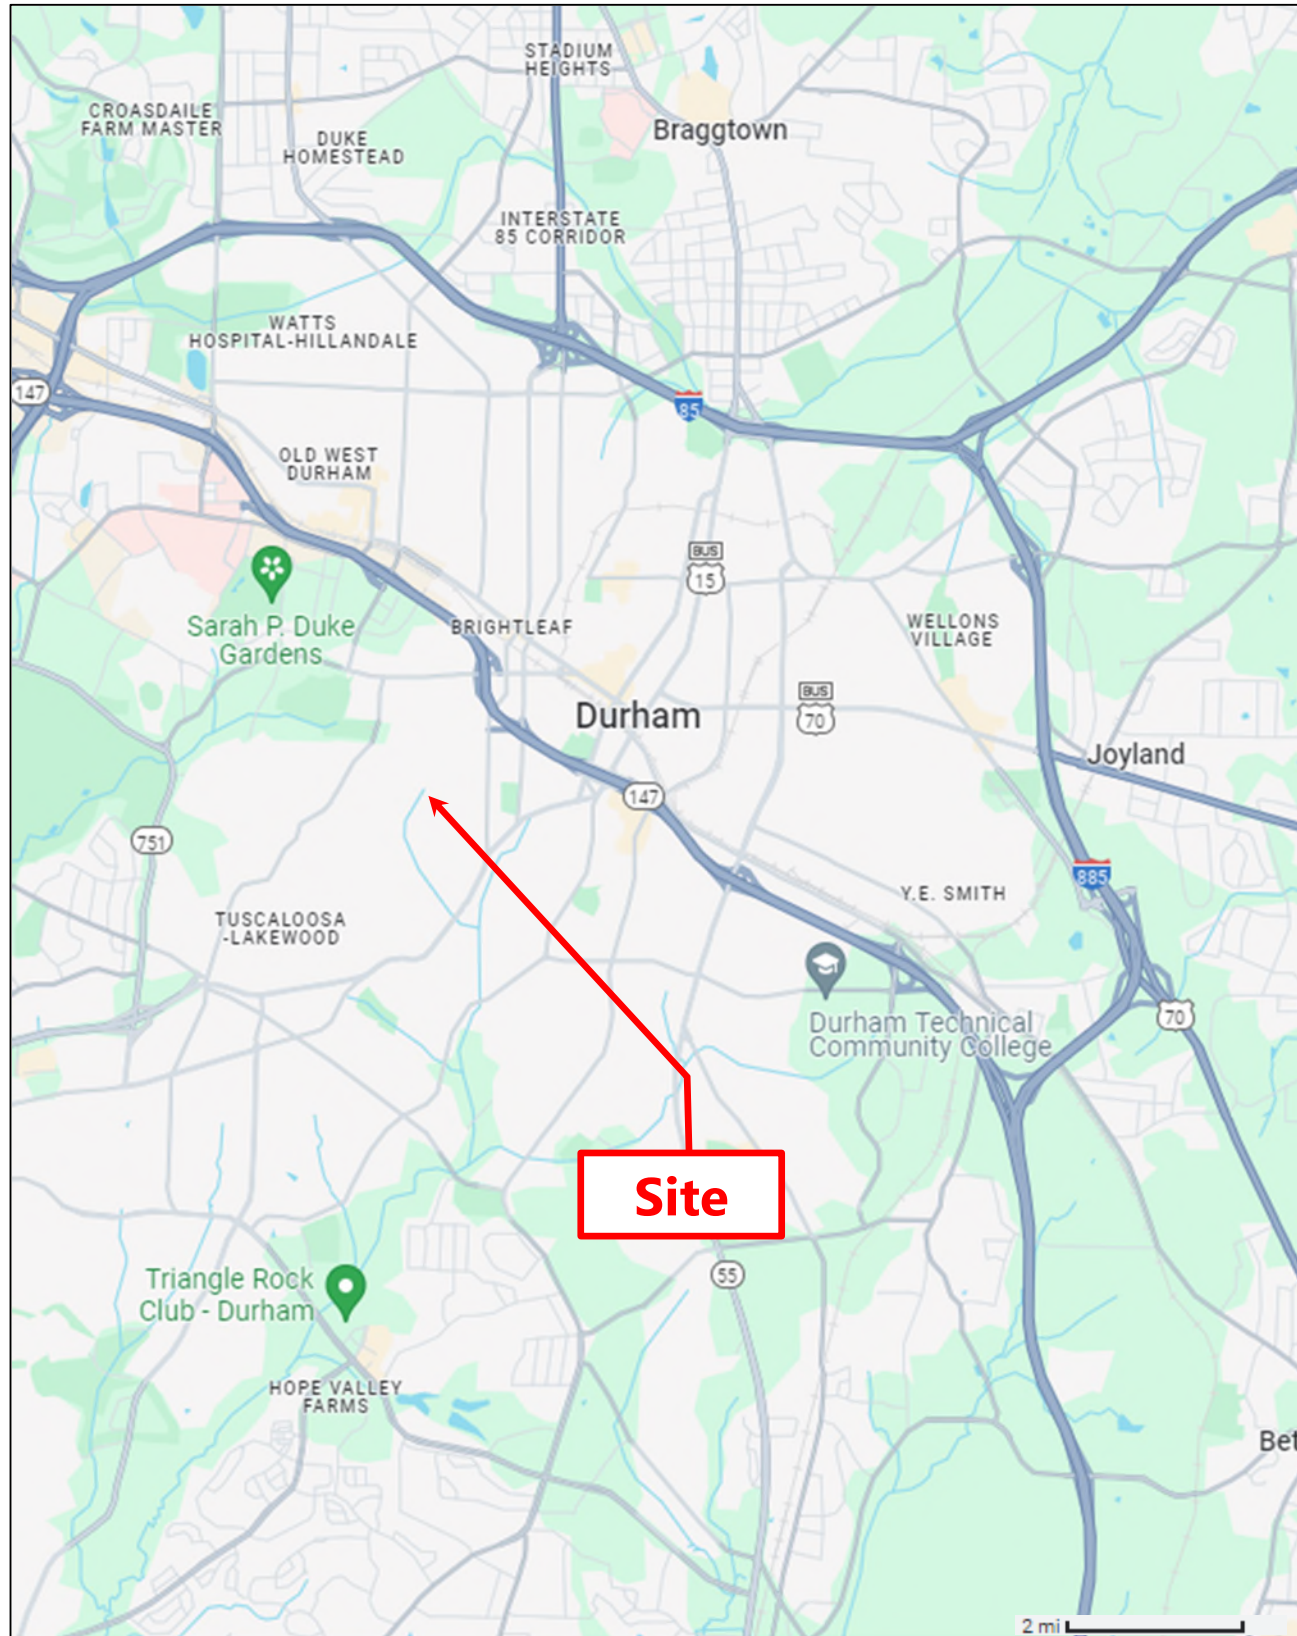 STADIUM
HEIGHTS
CROASDAILE
FARM MASTER
DUKE
HOMESTEAD
Braggtown
INTERSTATE
85 CORRIDOR
WATTS
HOSPITAL-HILLANDALE
147
85
OLD WEST
DURHAM
BUS
15
Sarah P. Duke
Gardens
BRIGHTLEAF
WELLONS
VILLAGE
BUS
70
Durham
Joyland
147
751
885
Y.E. SMITH
TUSCALOOSA
-LAKEWOOD
70
Durham Technical
Community College
Site
55
Triangle Rock
Club - Durham
HOPE VALLEY
FARMS
Bet
2 mi